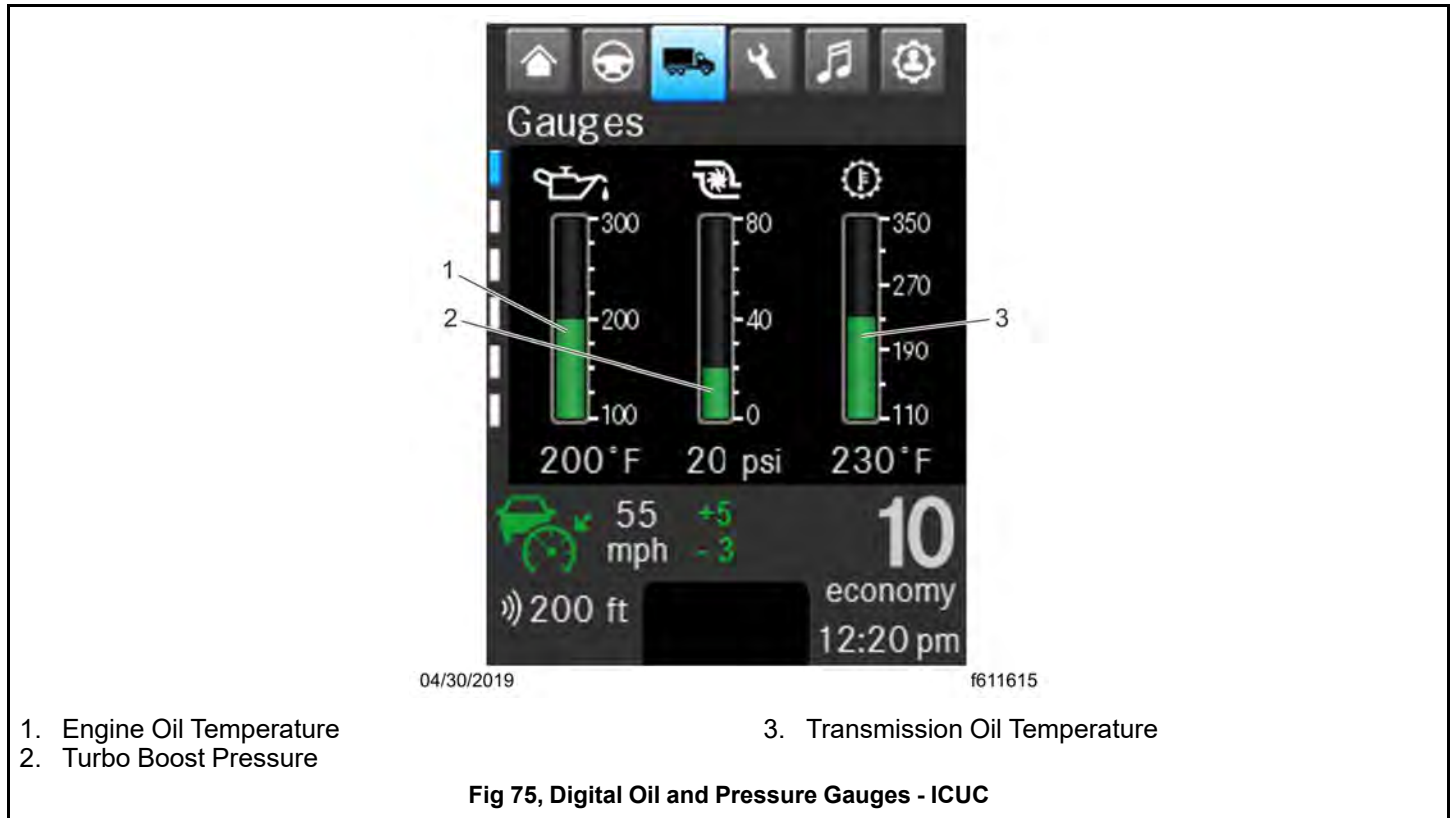 Gauges
300 80 350
270
1
2 200 40 3
190
100 0 110
200°F 20 psi 230°F
55 +5 10
mph - 3
economy
200 ft
12:20 pm
04/30/2019 f611615
1. Engine Oil Temperature 3. Transmission Oil Temperature
2. Turbo Boost Pressure
Fig 75, Digital Oil and Pressure Gauges - ICUC